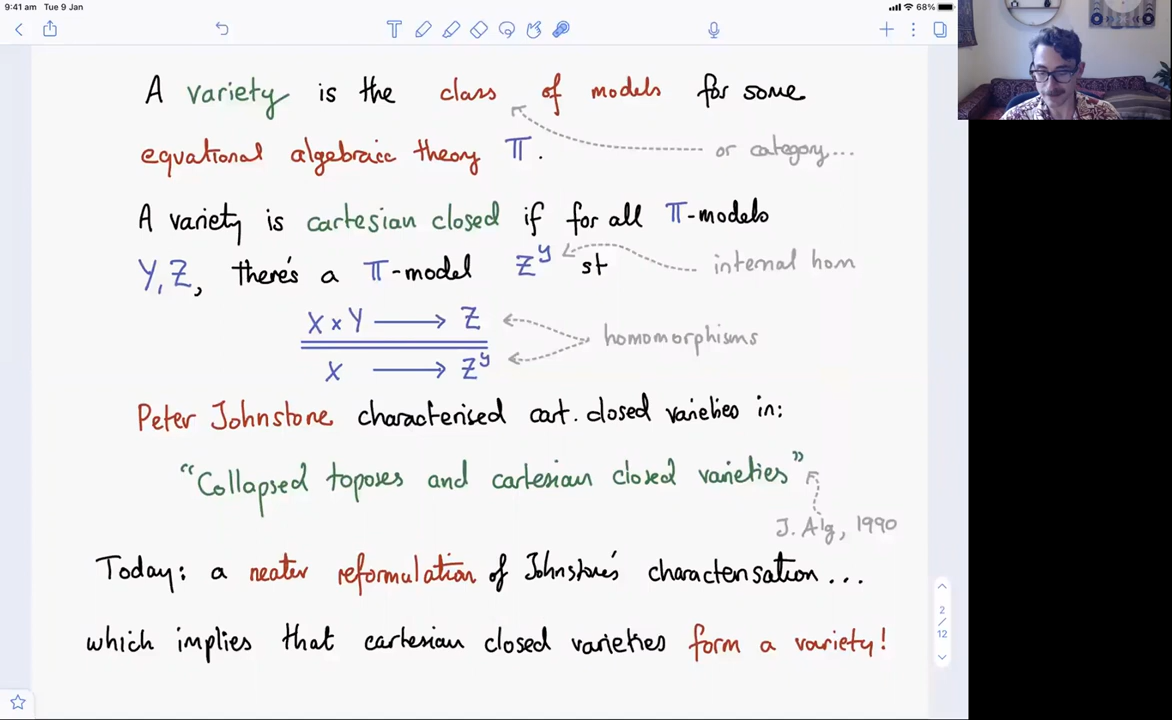 9:41 am Tue 9 Jan
68%
A variety is the class of models for some
equational algebraic theory 𝕋.
or category...
A variety is cartesian closed if for all 𝕋-models
Y, Z, there's a 𝕋-model Z^Y st
internal hom
X × Y ⟶ Z
X ⟶ Z^Y
homomorphisms
Peter Johnstone characterised cart. closed varieties in:
"Collapsed toposes and cartesian closed varieties"
J. Alg, 1990
Today: a neater reformulation of Johnstone's characterisation...
which implies that cartesian closed varieties form a variety!
2
/
12